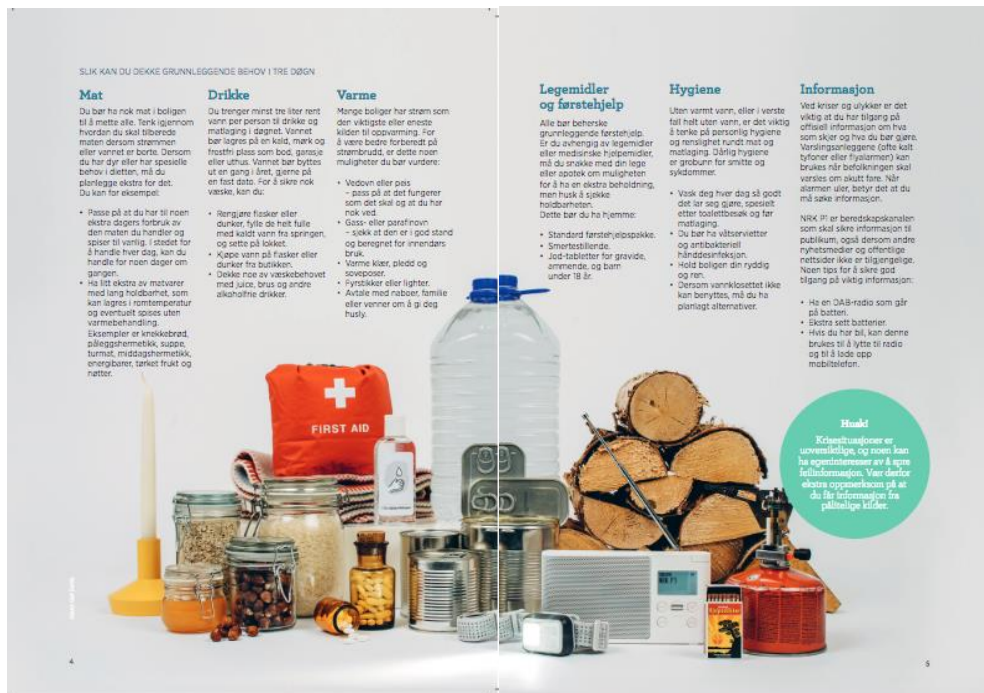 SLIK KAN DU DEKKE GRUNNLEGGENDE BEHOV I TRE DØGN
Mat
Du bør ha nok mat i boligen
til å mette alle. Tenk igjennom
hvordan du skal tilberede
maten dersom strømmen
eller vannet er borte. Dersom
du har dyr eller har spesielle
behov i dietten, må du
planlegge ekstra for det.
Du kan for eksempel:
• Passe på at du har til noen
ekstra dagers forbruk av
den maten du handler og
spiser til vanlig. I stedet for
å handle hver dag, kan du
handle for noen dager om
gangen.
• Ha litt ekstra av matvarer
med lang holdbarhet, som
kan lagres i romtemperatur
og eventuelt spises uten
varmebehandling.
Eksempler er knekkebrød,
påleggshermetikk, suppe,
turmat, middagshermetikk,
energibarer, tørket frukt og
nøtter.
Drikke
Du trenger minst tre liter rent
vann per person til drikke og
matlaging i døgnet. Vannet
bør lagres på en kald, mørk og
frostfri plass som bod, garasje
eller uthus. Vannet bør byttes
ut en gang i året, gjerne på
en fast dato. For å sikre nok
væske, kan du:
• Rengjøre flasker eller
dunker, fylle de helt fulle
med kaldt vann fra springen,
og sette på lokket.
• Kjøpe vann på flasker eller
dunker fra butikken.
• Dekke noe av væskebehovet
med juice, brus og andre
alkoholfrie drikker.
Varme
Mange boliger har strøm som
den viktigste eller eneste
kilden til oppvarming. For
å være bedre forberedt på
strømbrudd, er dette noen
muligheter du bør vurdere:
• Vedovn eller peis
– pass på at det fungerer
som det skal og at du har
nok ved.
• Gass- eller parafinovn
– sjekk at den er i god stand
og beregnet for innendørs
bruk.
• Varme klær, pledd og
soveposer.
• Fyrstikker eller lighter.
• Avtale med naboer, familie
eller venner om å gi deg
husly.
Legemidler
og førstehjelp
Alle bør beherske
grunnleggende førstehjelp.
Er du avhengig av legemidler
eller medisinske hjelpemidler,
må du snakke med din lege
eller apotek om muligheten
for å ha en ekstra beholdning,
men husk å sjekke
holdbarheten.
Dette bør du ha hjemme:
• Standard førstehjelpspakke.
• Smertestillende.
• Jod-tabletter for gravide,
ammende, og barn
under 18 år.
Hygiene
Uten varmt vann, eller i verste
fall helt uten vann, er det viktig
å tenke på personlig hygiene
og renslighet rundt mat og
matlaging. Dårlig hygiene
er grobunn for smitte og
sykdommer.
• Vask deg hver dag så godt
det lar seg gjøre, spesielt
etter toalettbesøk og før
matlaging.
• Du bør ha våtservietter
og antibakteriell
hånddesinfeksjon.
• Hold boligen din ryddig
og ren.
• Dersom vannklosettet ikke
kan benyttes, må du ha
planlagt alternativer.
Informasjon
Ved kriser og ulykker er det
viktig at du har tilgang på
offisiell informasjon om hva
som skjer og hva du bør gjøre.
Varslingsanleggene (ofte kalt
tyfoner eller flyalarmen) kan
brukes når befolkningen skal
varsles om akutt fare. Når
alarmen uler, betyr det at du
må søke informasjon.
NRK P1 er beredskapskanalen
som skal sikre informasjon til
publikum, også dersom andre
nyhetsmedier og offentlige
nettsider ikke er tilgjengelige.
Noen tips for å sikre god
tilgang på viktig informasjon:
• Ha en DAB-radio som går
på batteri.
• Ekstra sett batterier.
• Hvis du har bil, kan denne
brukes til å lytte til radio
og til å lade opp
mobiltelefon.
Husk!
Krisesituasjoner er
uoversiktlige, og noen kan
ha egeninteresser av å spre
feilinformasjon. Vær derfor
ekstra oppmerksom på at
du får informasjon fra
pålitelige kilder.
FIRST AID
4
5